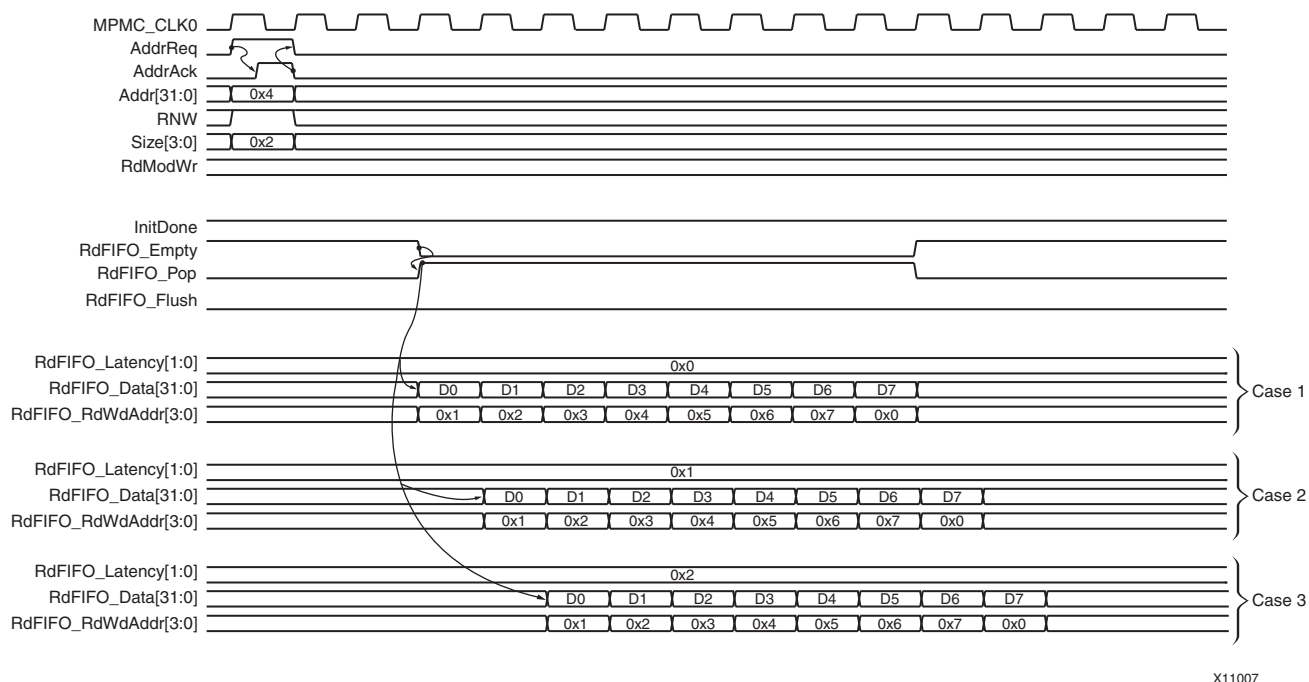 MPMC_CLK0
AddrReq
AddrAck
Addr[31:0] 0x4
RNW
Size[3:0] 0x2
RdModWr
InitDone
RdFIFO_Empty
RdFIFO_Pop
RdFIFO_Flush
RdFIFO_Latency[1:0] 0x0
RdFIFO_Data[31:0] D0 D1 D2 D3 D4 D5 D6 D7 Case 1
RdFIFO_RdWdAddr[3:0] 0x1 0x2 0x3 0x4 0x5 0x6 0x7 0x0
RdFIFO_Latency[1:0] 0x1
RdFIFO_Data[31:0] D0 D1 D2 D3 D4 D5 D6 D7 Case 2
RdFIFO_RdWdAddr[3:0] 0x1 0x2 0x3 0x4 0x5 0x6 0x7 0x0
RdFIFO_Latency[1:0] 0x2
RdFIFO_Data[31:0] D0 D1 D2 D3 D4 D5 D6 D7 Case 3
RdFIFO_RdWdAddr[3:0] 0x1 0x2 0x3 0x4 0x5 0x6 0x7 0x0
X11007